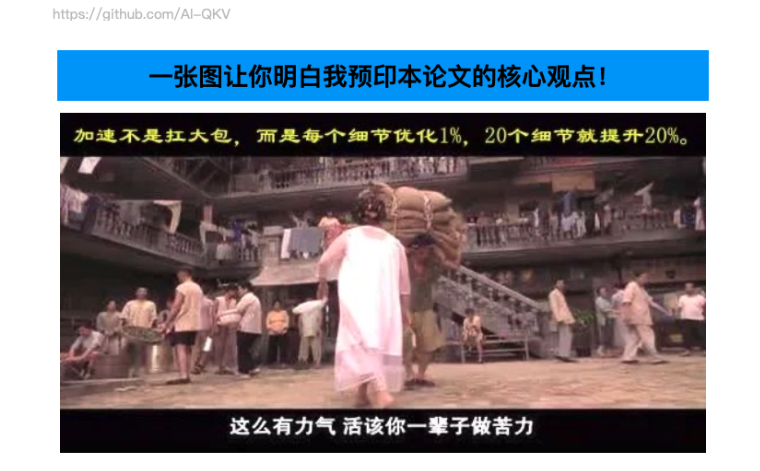 https://github.com/AI-QKV
一张图让你明白我预印本论文的核心观点！
加速不是扛大包，而是每个细节优化1%，20个细节就提升20%。
这么有力气 活该你一辈子做苦力